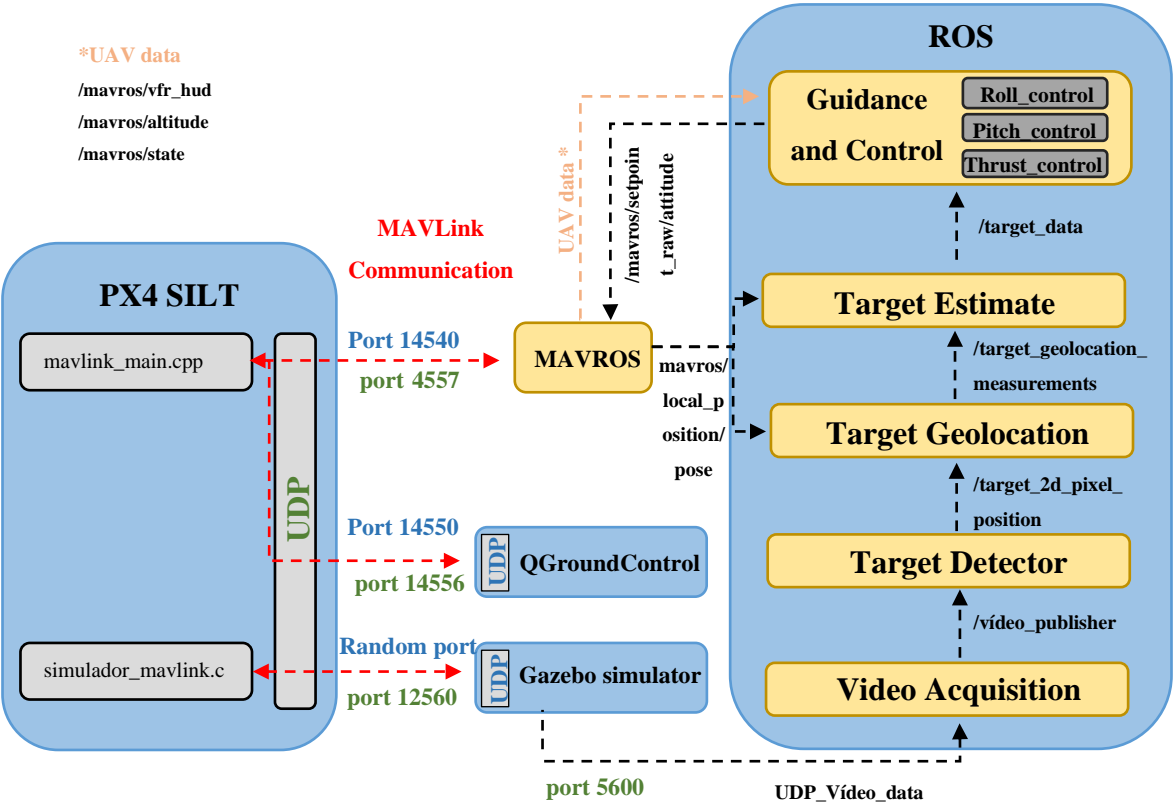 *UAV data
/mavros/vfr_hud
/mavros/altitude
/mavros/state
MAVLink
Communication
PX4 SILT
mavlink_main.cpp
simulador_mavlink.c
UDP
Port 14540
port 4557
Port 14550
port 14556
Random port
port 12560
MAVROS
UDP
QGroundControl
UDP
Gazebo simulator
port 5600
UDP_Vídeo_data
UAV data *
/mavros/setpoin
t_raw/attitude
mavros/
local_p
osition/
pose
ROS
Guidance
and Control
Roll_control
Pitch_control
Thrust_control
/target_data
Target Estimate
/target_geolocation_
measurements
Target Geolocation
/target_2d_pixel_
position
Target Detector
/vídeo_publisher
Video Acquisition